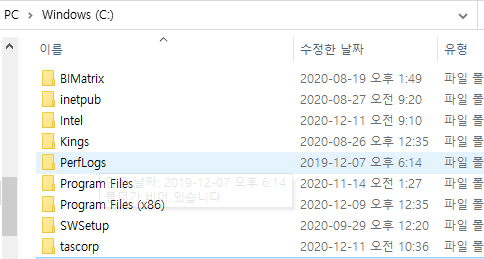 PC > Windows (C:)
이름 수정한 날짜 유형
BIMatrix 2020-08-19 오후 1:49 파일 폴
inetpub 2020-08-27 오전 9:20 파일 폴
Intel 2020-12-11 오전 9:10 파일 폴
Kings 2020-08-26 오후 12:35 파일 폴
PerfLogs 2019-12-07 오후 6:14 파일 폴
Program Files 2020-11-14 오전 1:27 파일 폴
날짜: 2019-12-07 오후 6:14
Program Files (x86) 2020-12-09 오후 12:35 파일 폴
비어 있습니다.
SWSetup 2020-09-29 오후 12:20 파일 폴
tascorp 2020-12-11 오후 10:36 파일 폴